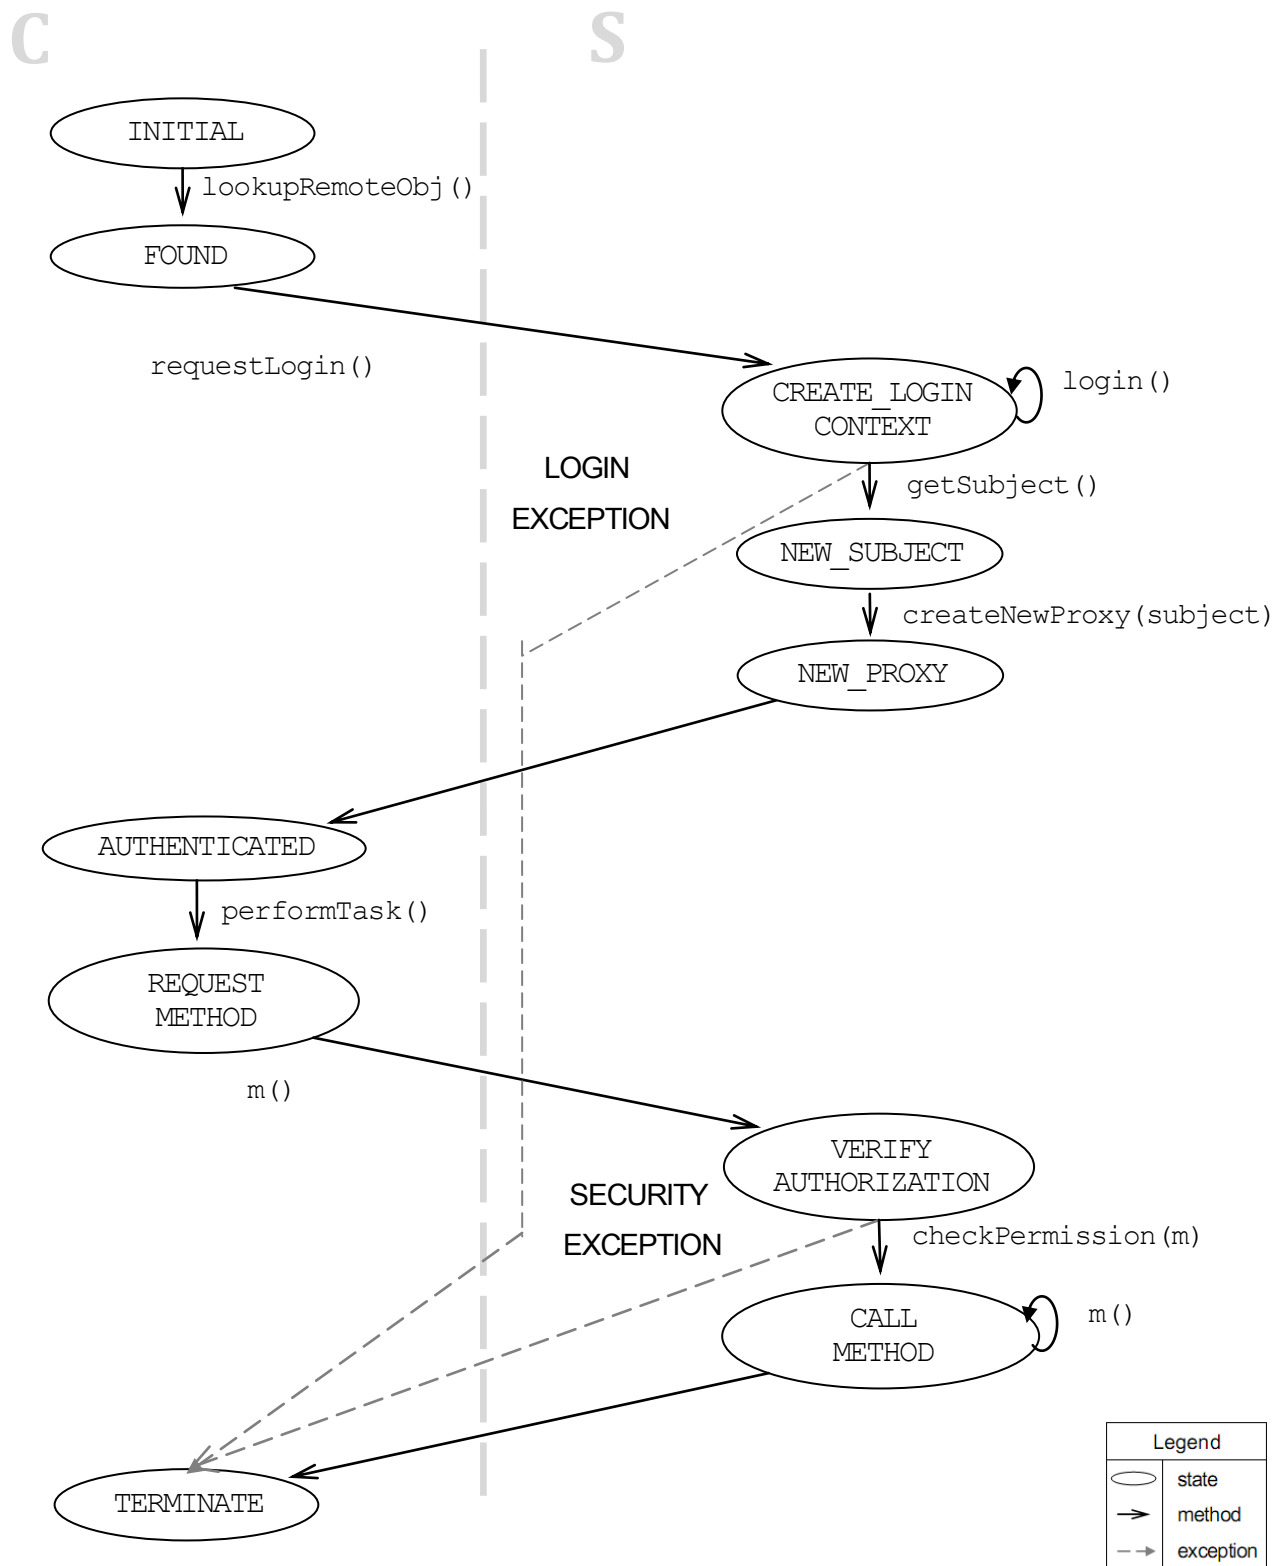 C
S
INITIAL
lookupRemoteObj()
FOUND
requestLogin()
CREATE_LOGIN
CONTEXT
login()
LOGIN
EXCEPTION
getSubject()
NEW_SUBJECT
createNewProxy(subject)
NEW_PROXY
AUTHENTICATED
performTask()
REQUEST
METHOD
m()
VERIFY
AUTHORIZATION
SECURITY
EXCEPTION
checkPermission(m)
CALL
METHOD
m()
TERMINATE
Legend
state
method
exception